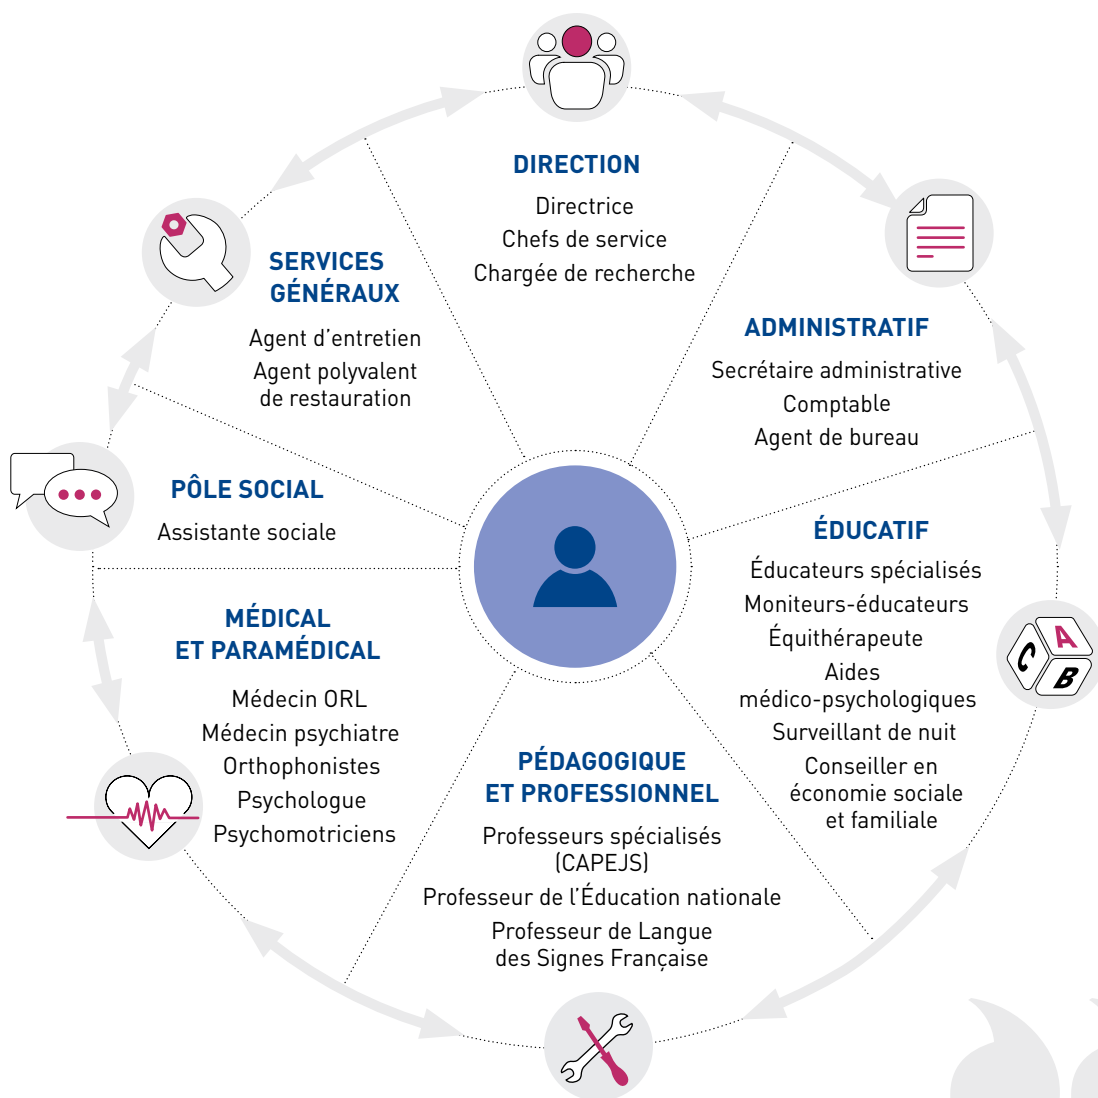 DIRECTION
Directrice
Chefs de service
Chargée de recherche
ADMINISTRATIF
Secrétaire administrative
Comptable
Agent de bureau
ÉDUCATIF
Éducateurs spécialisés
Moniteurs-éducateurs
Équithérapeute
Aides
médico-psychologiques
Surveillant de nuit
Conseiller en
économie sociale
et familiale
A
C
B
PÉDAGOGIQUE
ET PROFESSIONNEL
Professeurs spécialisés
(CAPEJS)
Professeur de l'Éducation nationale
Professeur de Langue
des Signes Française
MÉDICAL
ET PARAMÉDICAL
Médecin ORL
Médecin psychiatre
Orthophonistes
Psychologue
Psychomotriciens
PÔLE SOCIAL
Assistante sociale
SERVICES
GÉNÉRAUX
Agent d'entretien
Agent polyvalent
de restauration